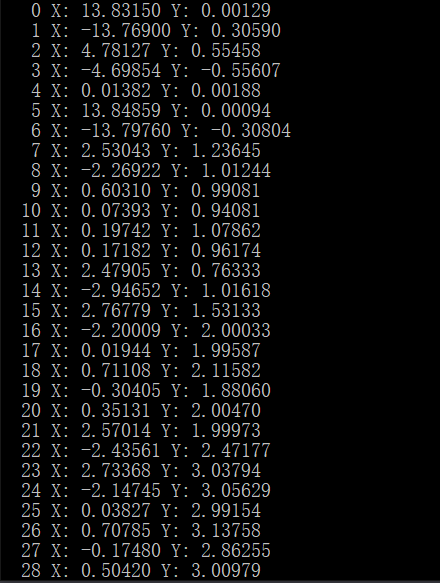 0 X: 13.83150 Y: 0.00129
1 X: -13.76900 Y: 0.30590
2 X: 4.78127 Y: 0.55458
3 X: -4.69854 Y: -0.55607
4 X: 0.01382 Y: 0.00188
5 X: 13.84859 Y: 0.00094
6 X: -13.79760 Y: -0.30804
7 X: 2.53043 Y: 1.23645
8 X: -2.26922 Y: 1.01244
9 X: 0.60310 Y: 0.99081
10 X: 0.07393 Y: 0.94081
11 X: 0.19742 Y: 1.07862
12 X: 0.17182 Y: 0.96174
13 X: 2.47905 Y: 0.76333
14 X: -2.94652 Y: 1.01618
15 X: 2.76779 Y: 1.53133
16 X: -2.20009 Y: 2.00033
17 X: 0.01944 Y: 1.99587
18 X: 0.71108 Y: 2.11582
19 X: -0.30405 Y: 1.88060
20 X: 0.35131 Y: 2.00470
21 X: 2.57014 Y: 1.99973
22 X: -2.43561 Y: 2.47177
23 X: 2.73368 Y: 3.03794
24 X: -2.14745 Y: 3.05629
25 X: 0.03827 Y: 2.99154
26 X: 0.70785 Y: 3.13758
27 X: -0.17480 Y: 2.86255
28 X: 0.50420 Y: 3.00979